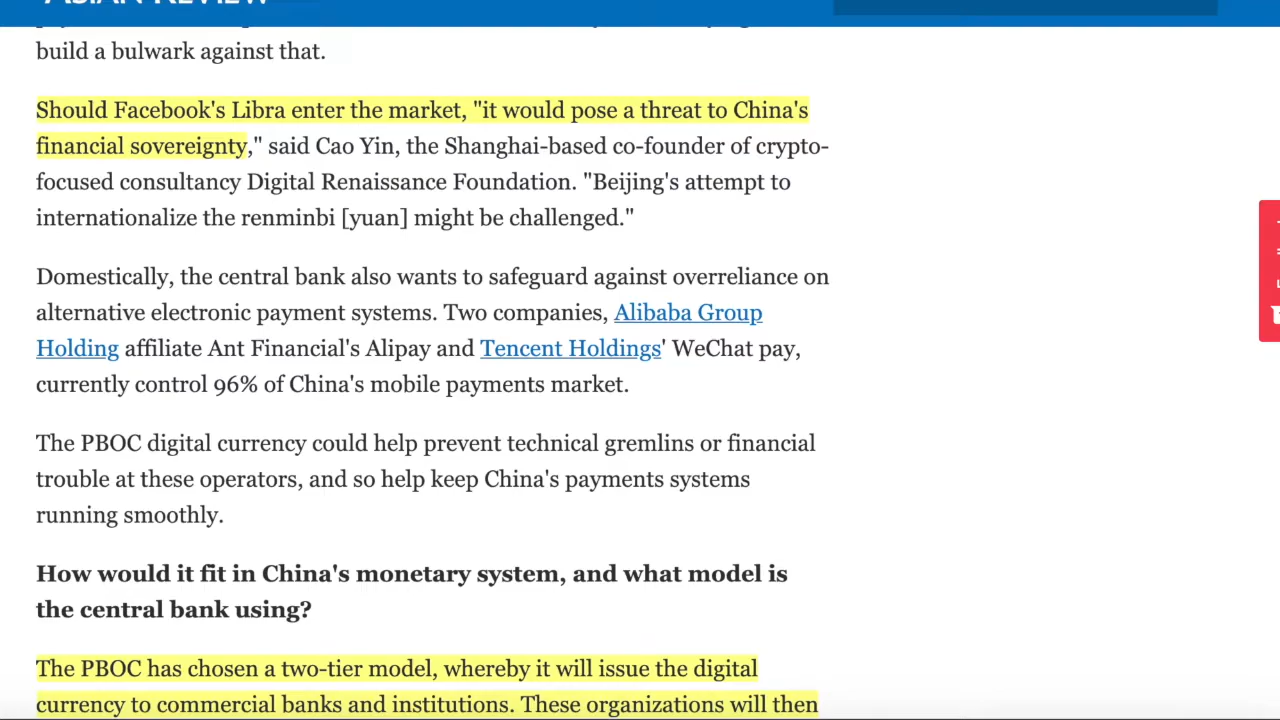 ASIAN REVIEW
build a bulwark against that.
Should Facebook's Libra enter the market, "it would pose a threat to China's
financial sovereignty," said Cao Yin, the Shanghai-based co-founder of crypto-
focused consultancy Digital Renaissance Foundation. "Beijing's attempt to
internationalize the renminbi [yuan] might be challenged."
Domestically, the central bank also wants to safeguard against overreliance on
alternative electronic payment systems. Two companies, Alibaba Group
Holding affiliate Ant Financial's Alipay and Tencent Holdings' WeChat pay,
currently control 96% of China's mobile payments market.
The PBOC digital currency could help prevent technical gremlins or financial
trouble at these operators, and so help keep China's payments systems
running smoothly.
How would it fit in China's monetary system, and what model is
the central bank using?
The PBOC has chosen a two-tier model, whereby it will issue the digital
currency to commercial banks and institutions. These organizations will then